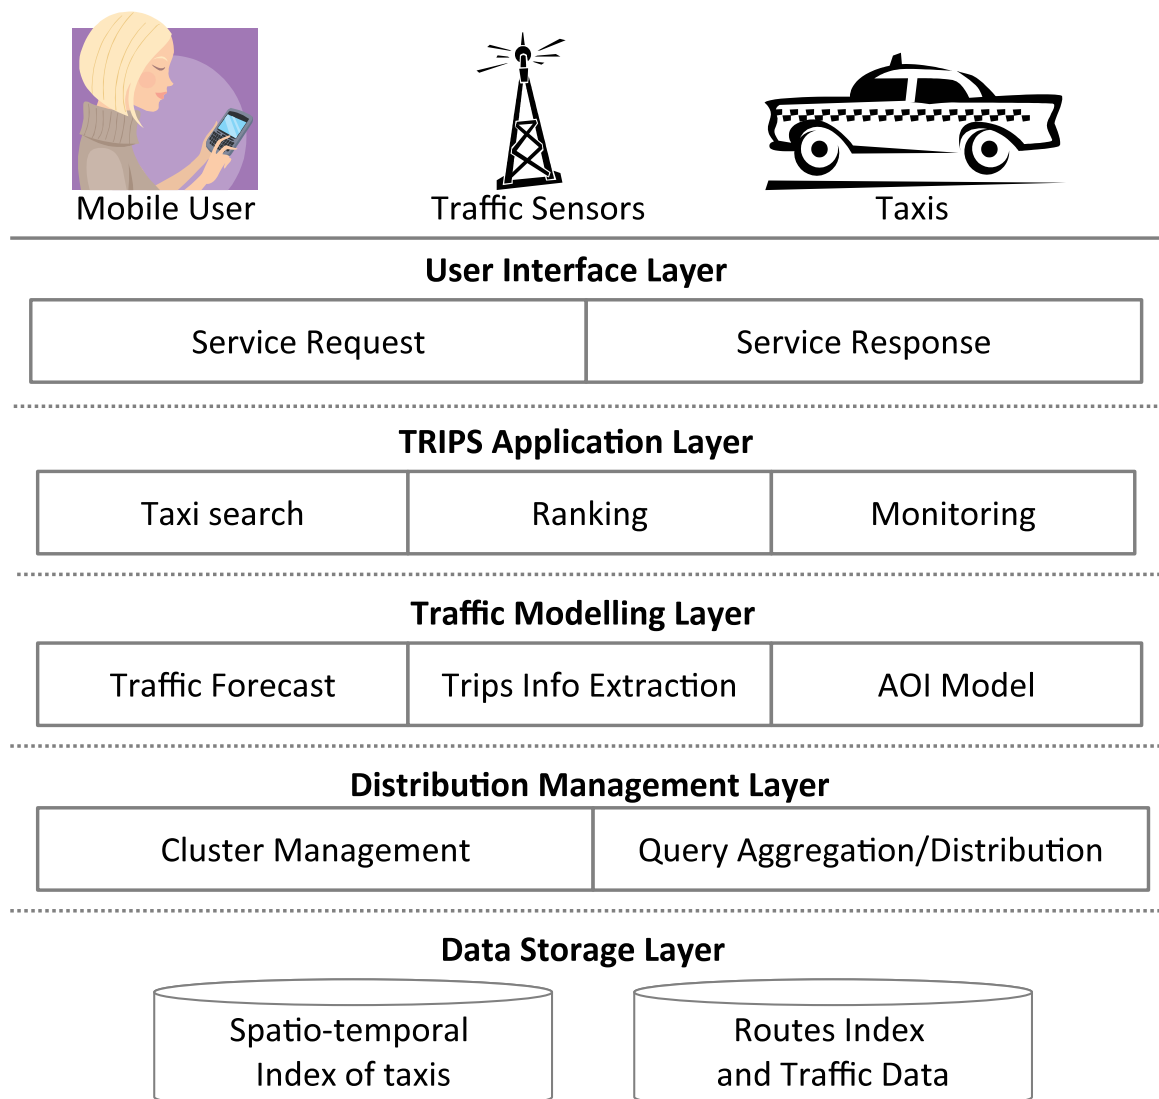 Mobile User
Traffic Sensors
Taxis
User Interface Layer
Service Request
Service Response
TRIPS Application Layer
Taxi search
Ranking
Monitoring
Traffic Modelling Layer
Traffic Forecast
Trips Info Extraction
AOI Model
Distribution Management Layer
Cluster Management
Query Aggregation/Distribution
Data Storage Layer
Spatio-temporal
Index of taxis
Routes Index
and Traffic Data